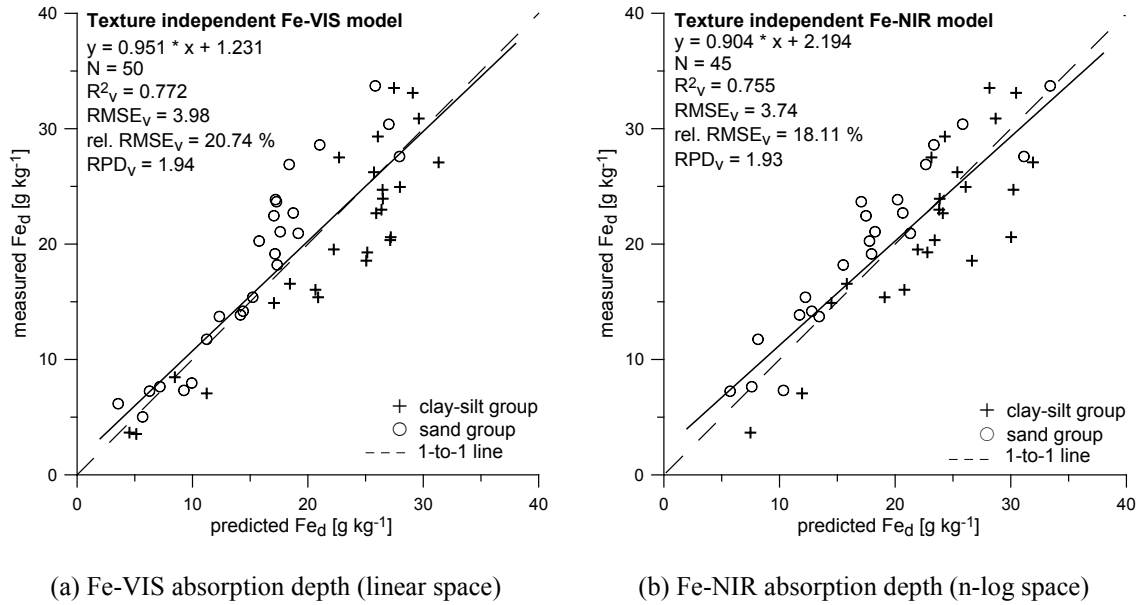 Texture independent Fe-VIS model
y = 0.951 * x + 1.231
N = 50
R²ᵥ = 0.772
RMSEᵥ = 3.98
rel. RMSEᵥ = 20.74 %
RPDᵥ = 1.94
40
30
20
10
0
measured Fe_d [g kg⁻¹]
clay-silt group
sand group
1-to-1 line
0 10 20 30 40
predicted Fe_d [g kg⁻¹]
(a) Fe-VIS absorption depth (linear space)
Texture independent Fe-NIR model
y = 0.904 * x + 2.194
N = 45
R²ᵥ = 0.755
RMSEᵥ = 3.74
rel. RMSEᵥ = 18.11 %
RPDᵥ = 1.93
40
30
20
10
0
measured Fe_d [g kg⁻¹]
clay-silt group
sand group
1-to-1 line
0 10 20 30 40
predicted Fe_d [g kg⁻¹]
(b) Fe-NIR absorption depth (n-log space)